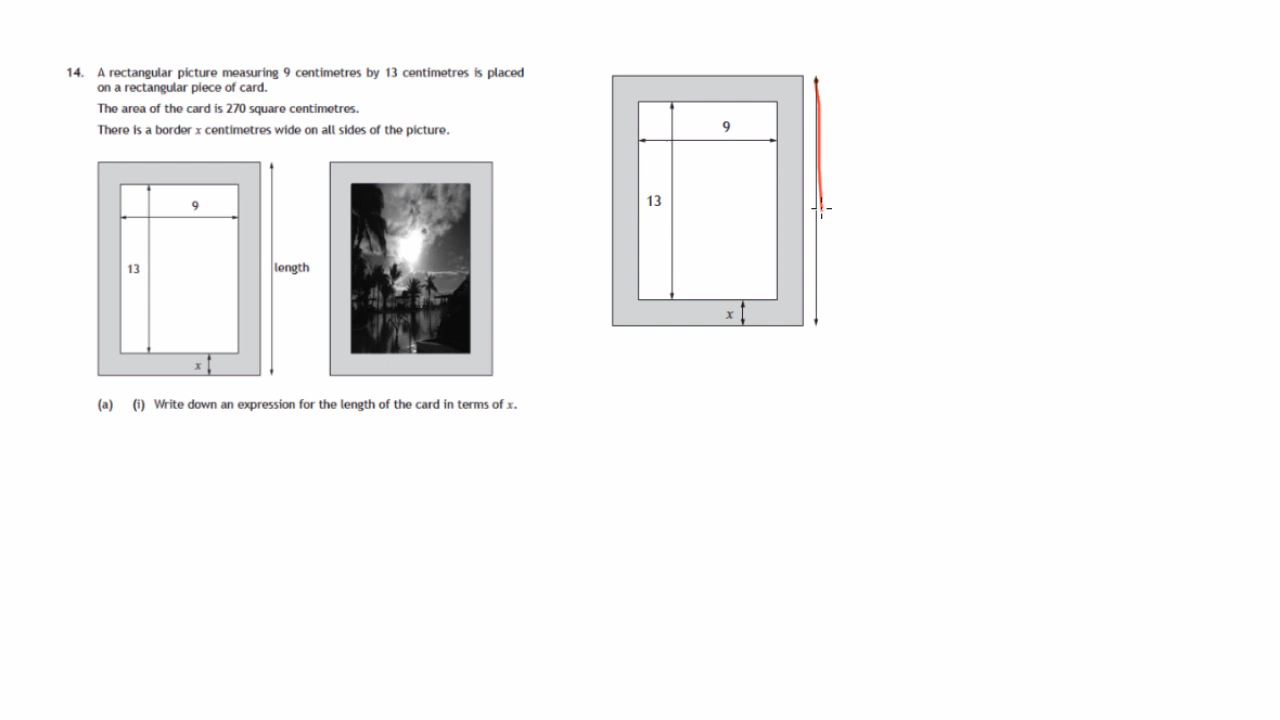 14. A rectangular picture measuring 9 centimetres by 13 centimetres is placed
on a rectangular piece of card.
The area of the card is 270 square centimetres.
There is a border x centimetres wide on all sides of the picture.
9
13
length
x
9
13
x
(a) (i) Write down an expression for the length of the card in terms of x.